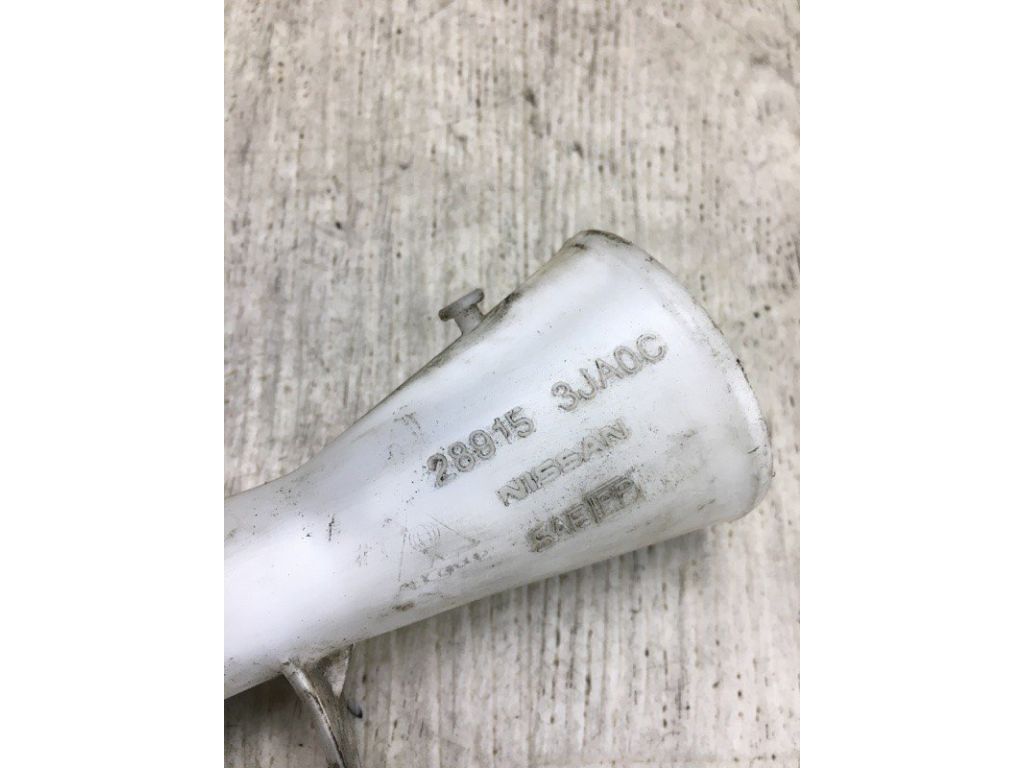 28915 3JA0C
NISSAN
SAE PP